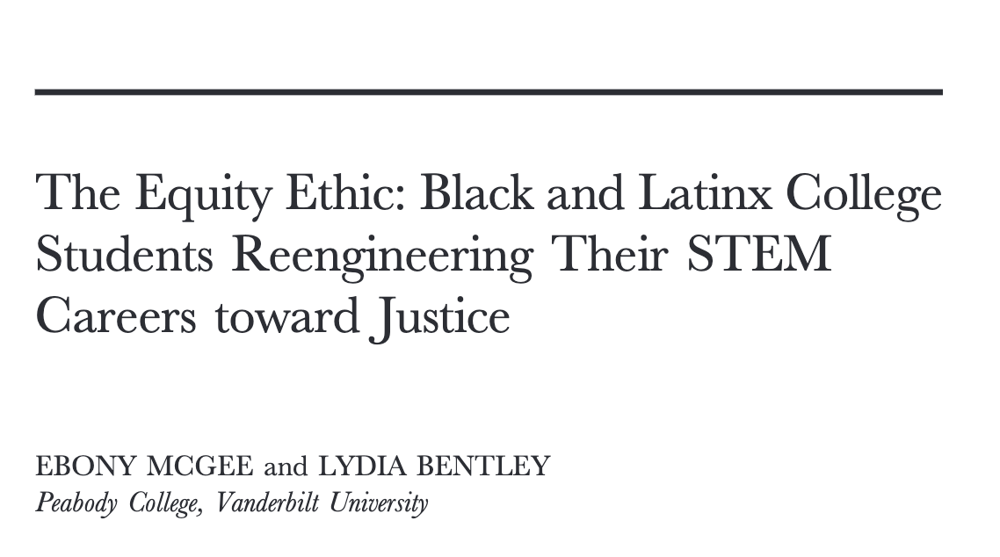 The Equity Ethic: Black and Latinx College
Students Reengineering Their STEM
Careers toward Justice
EBONY MCGEE and LYDIA BENTLEY
Peabody College, Vanderbilt University